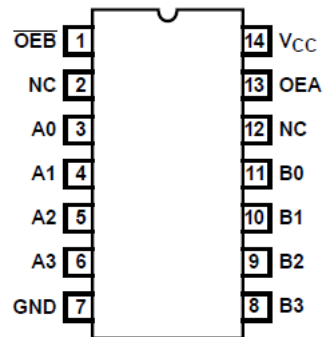 O̅E̅B̅ 1 14 VCC
NC 2 13 OEA
A0 3 12 NC
A1 4 11 B0
A2 5 10 B1
A3 6 9 B2
GND 7 8 B3